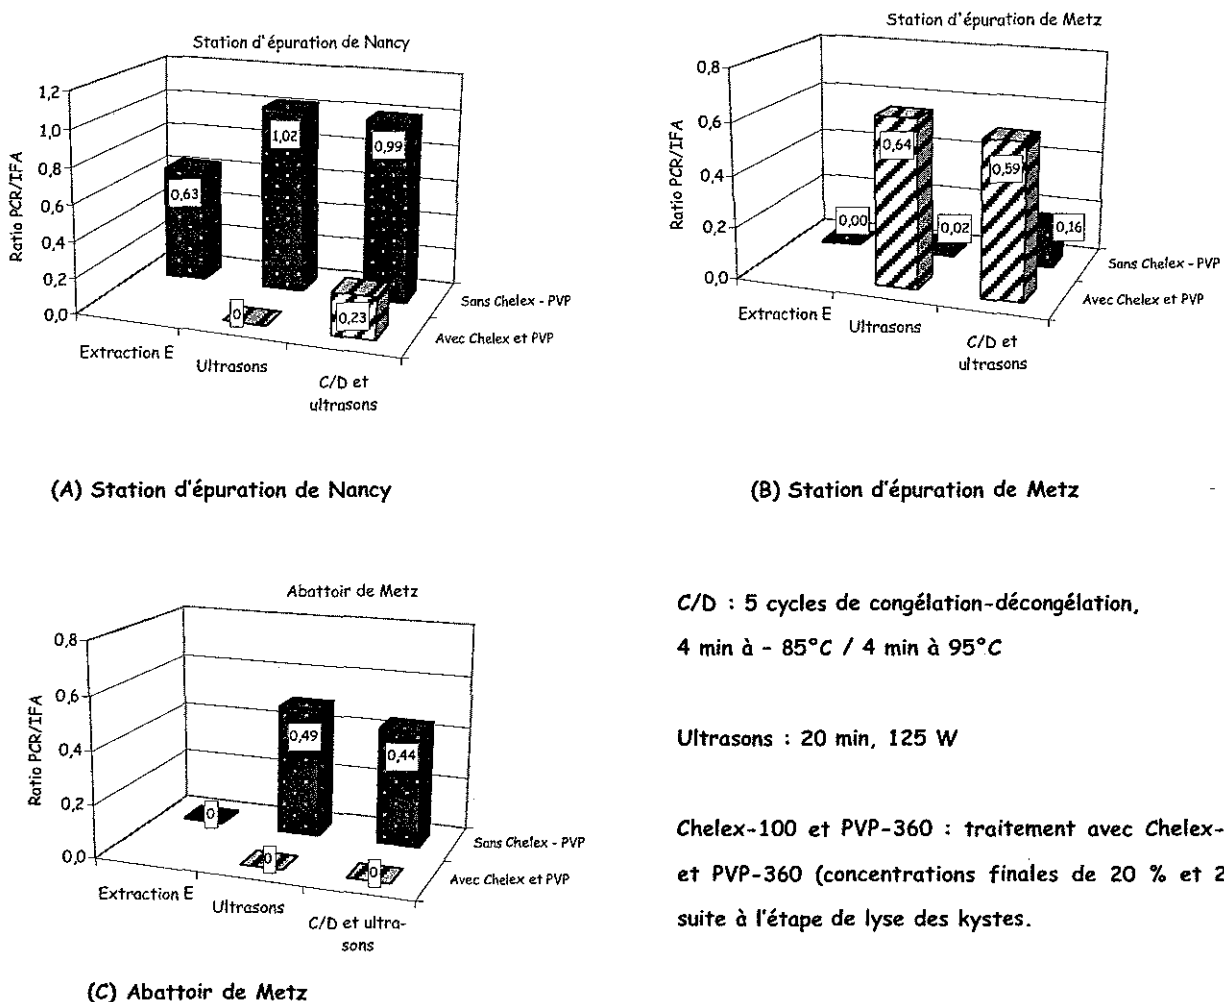 Station d'épuration de Nancy
1,2
1,0
0,8
0,6
0,4
0,2
0,0
Ratio PCR/IFA
0,63
1,02
0,99
0
0,23
Extraction E
Ultrasons
C/D et
ultrasons
Sans Chelex - PVP
Avec Chelex et PVP
(A) Station d'épuration de Nancy
Station d'épuration de Metz
0,8
0,6
0,4
0,2
0,0
Ratio PCR/IFA
0,00
0,64
0,02
0,59
0,16
Extraction E
Ultrasons
C/D et
ultrasons
Sans Chelex - PVP
Avec Chelex et PVP
(B) Station d'épuration de Metz
Abattoir de Metz
0,8
0,6
0,4
0,2
0,0
Ratio PCR/IFA
0
0,49
0,44
0
0
Extraction E
Ultrasons
C/D et ultra-
sons
Sans Chelex - PVP
Avec Chelex et PVP
(C) Abattoir de Metz
C/D : 5 cycles de congélation-décongélation,
4 min à - 85°C / 4 min à 95°C
Ultrasons : 20 min, 125 W
Chelex-100 et PVP-360 : traitement avec Chelex-
et PVP-360 (concentrations finales de 20 % et 2
suite à l'étape de lyse des kystes.